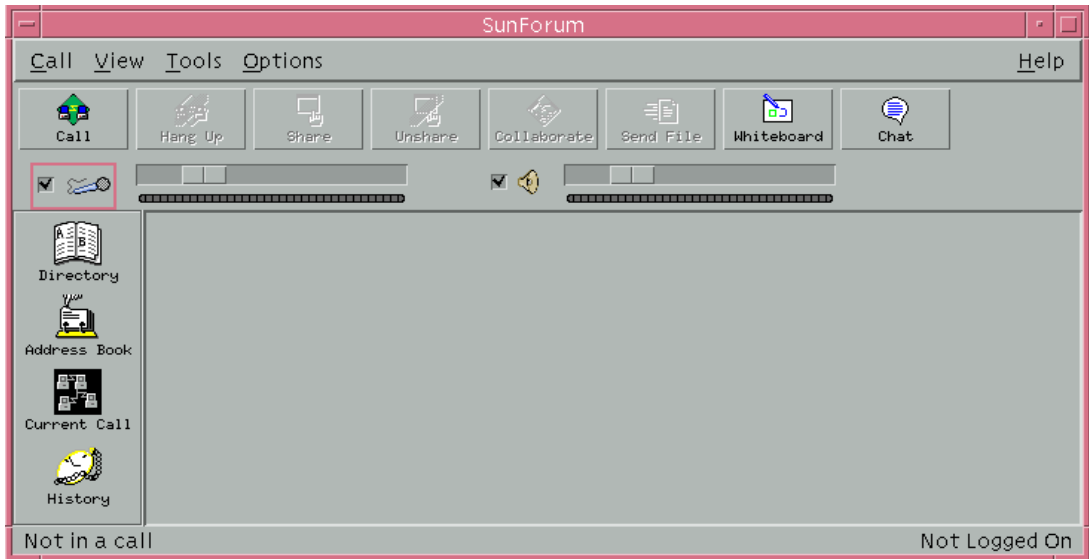 SunForum
Call View Tools Options Help
Call Hang Up Share Unshare Collaborate Send File Whiteboard Chat
A B
Directory
Address Book
Current Call
History
Not in a call Not Logged On